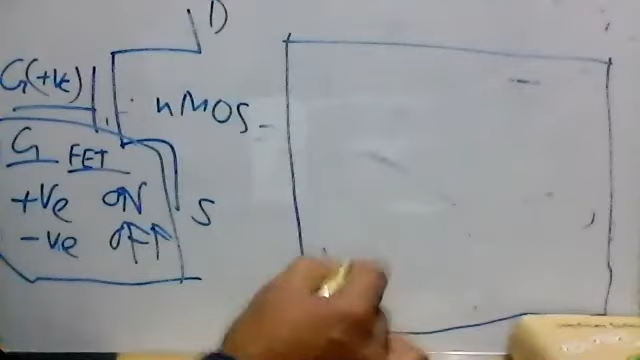 D
G(+ve)
nMOS
G FET
+ve ON
-ve OFF
S